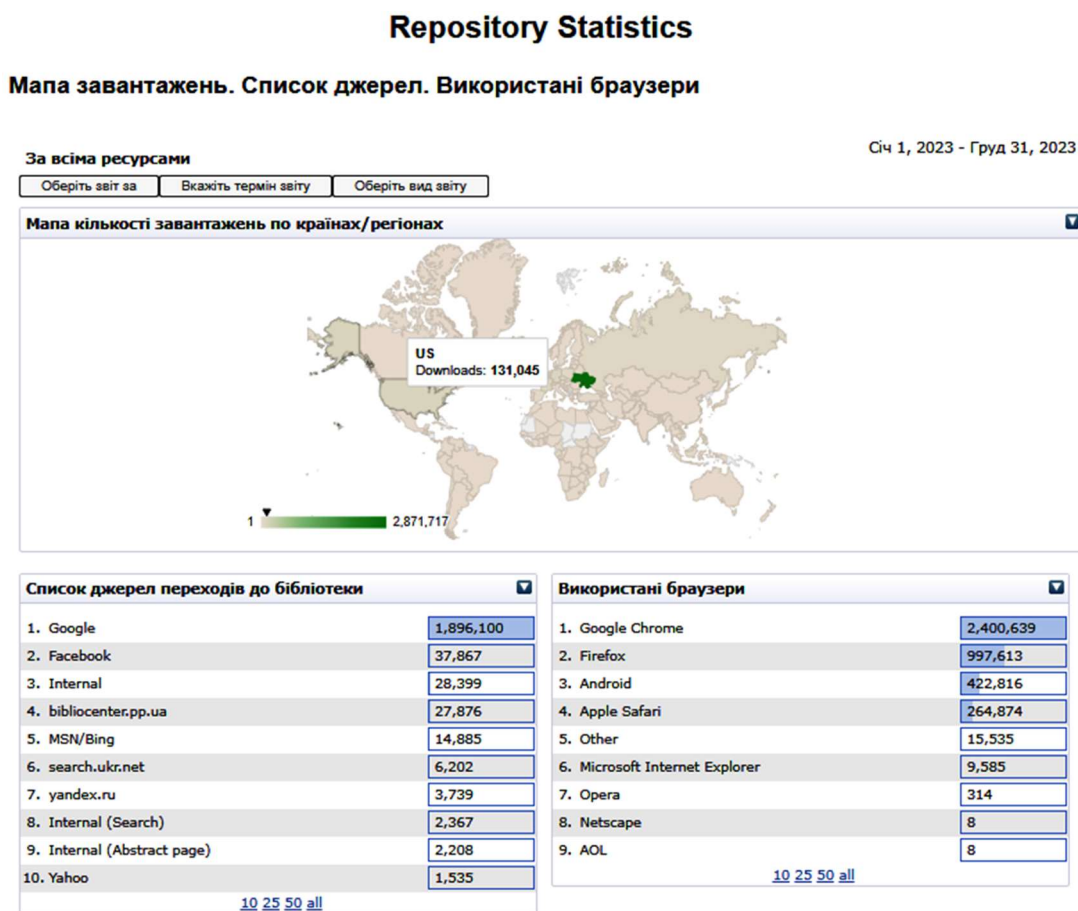 Repository Statistics
Мапа завантажень. Список джерел. Використані браузери
Січ 1, 2023 - Груд 31, 2023
За всіма ресурсами
Оберіть звіт за Вкажіть термін звіту Оберіть вид звіту
Мапа кількості завантажень по країнах/регіонах
US
Downloads: 131,045
1 2,871,717
Список джерел переходів до бібліотеки
1. Google 1,896,100
2. Facebook 37,867
3. Internal 28,399
4. bibliocenter.pp.ua 27,876
5. MSN/Bing 14,885
6. search.ukr.net 6,202
7. yandex.ru 3,739
8. Internal (Search) 2,367
9. Internal (Abstract page) 2,208
10. Yahoo 1,535
10 25 50 all
Використані браузери
1. Google Chrome 2,400,639
2. Firefox 997,613
3. Android 422,816
4. Apple Safari 264,874
5. Other 15,535
6. Microsoft Internet Explorer 9,585
7. Opera 314
8. Netscape 8
9. AOL 8
10 25 50 all